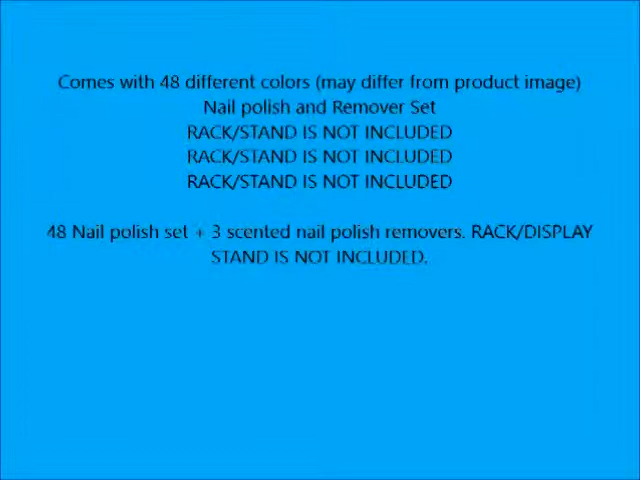 Comes with 48 different colors (may differ from product image)
Nail polish and Remover Set
RACK/STAND IS NOT INCLUDED
RACK/STAND IS NOT INCLUDED
RACK/STAND IS NOT INCLUDED
48 Nail polish set + 3 scented nail polish removers. RACK/DISPLAY
STAND IS NOT INCLUDED.